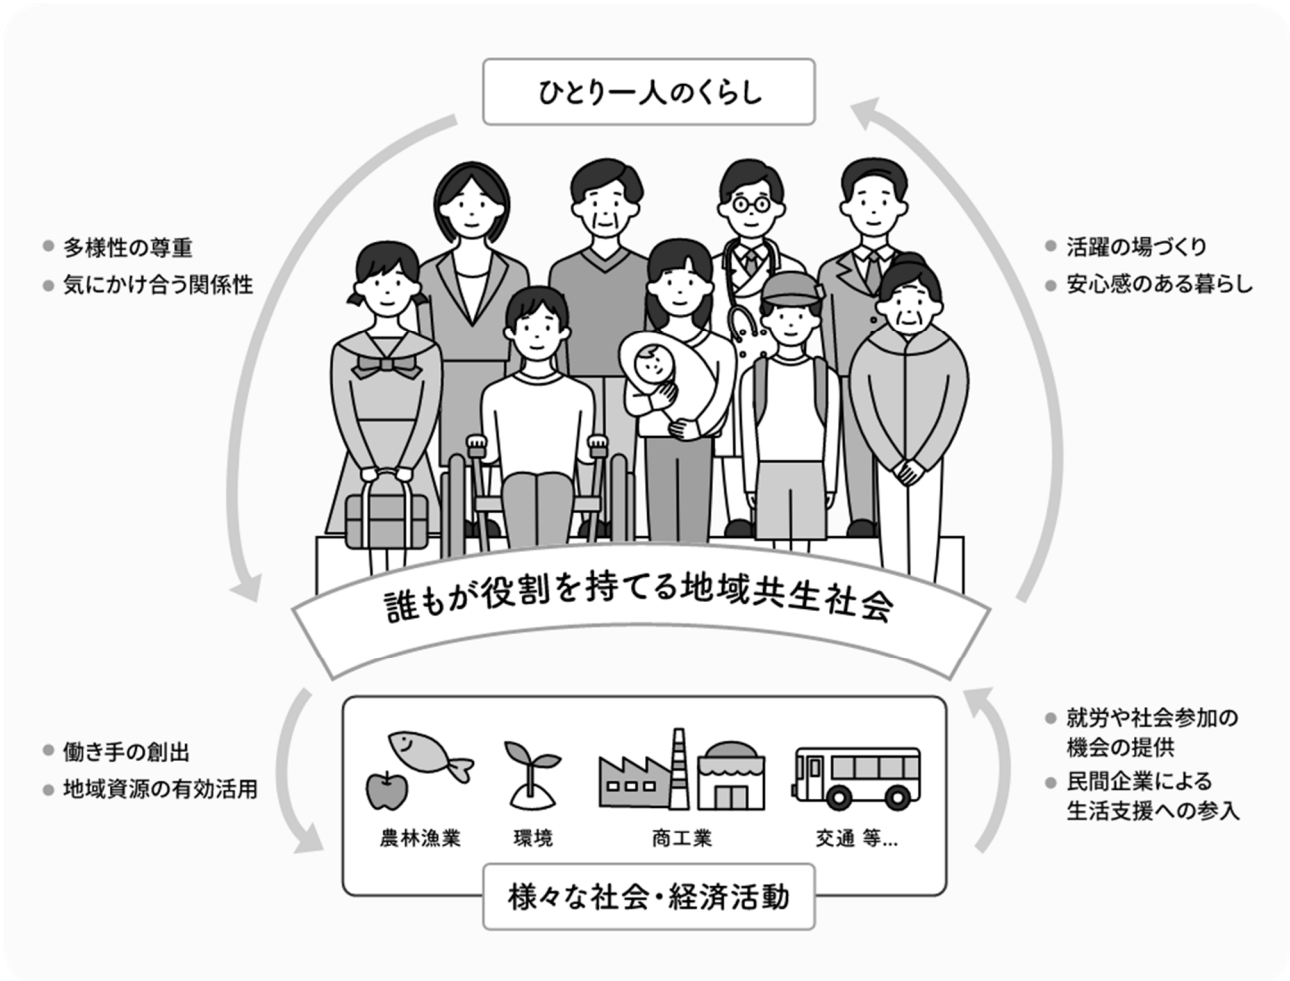 ひとり一人のくらし
● 多様性の尊重
● 気にかけ合う関係性
● 活躍の場づくり
● 安心感のある暮らし
誰もが役割を持てる地域共生社会
● 働き手の創出
● 地域資源の有効活用
● 就労や社会参加の
機会の提供
● 民間企業による
生活支援への参入
農林漁業 環境 商工業 交通 等...
様々な社会・経済活動